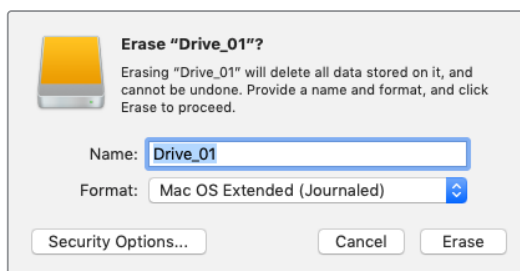 Erase “Drive_01”?
Erasing “Drive_01” will delete all data stored on it, and
cannot be undone. Provide a name and format, and click
Erase to proceed.
Name: Drive_01
Format: Mac OS Extended (Journaled)
Security Options... Cancel Erase